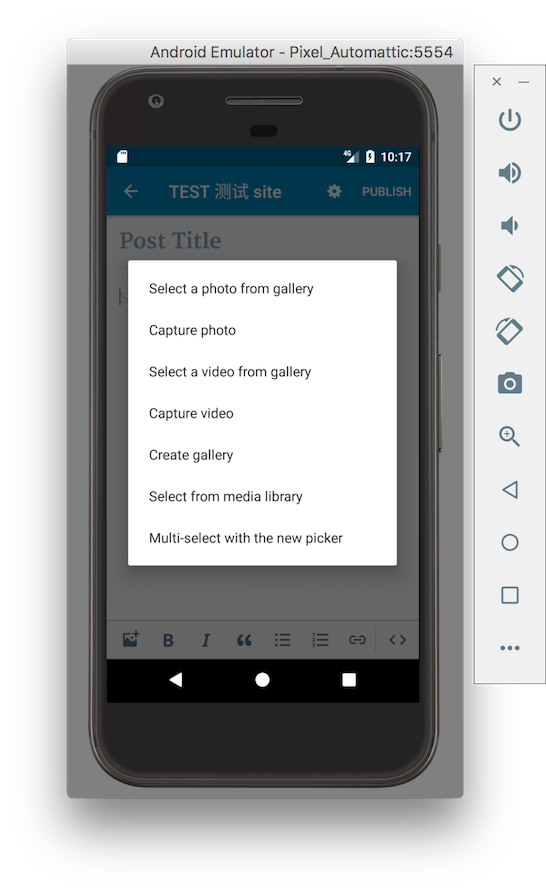 Android Emulator - Pixel_Automattic:5554
4G 10:17
TEST 测试 site PUBLISH
Post Title
Select a photo from gallery
Capture photo
Select a video from gallery
Capture video
Create gallery
Select from media library
Multi-select with the new picker
B I